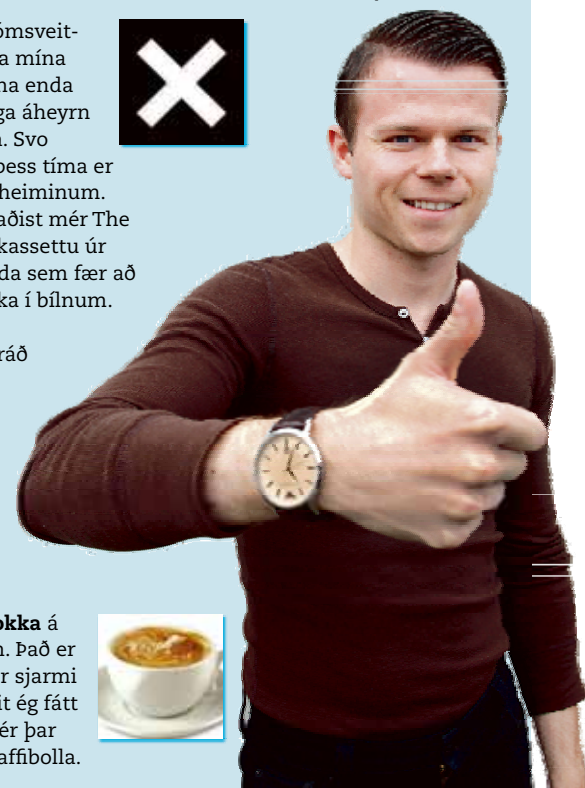 ómsveit-
a mína
na enda
ga áheyrn
. Svo
þess tíma er
heiminum.
aðist mér The
kassettu úr
da sem fær að
ka í bílnum.
ráð
okka á
n. Það er
r sjarmi
it ég fátt
ér þar
affibolla.